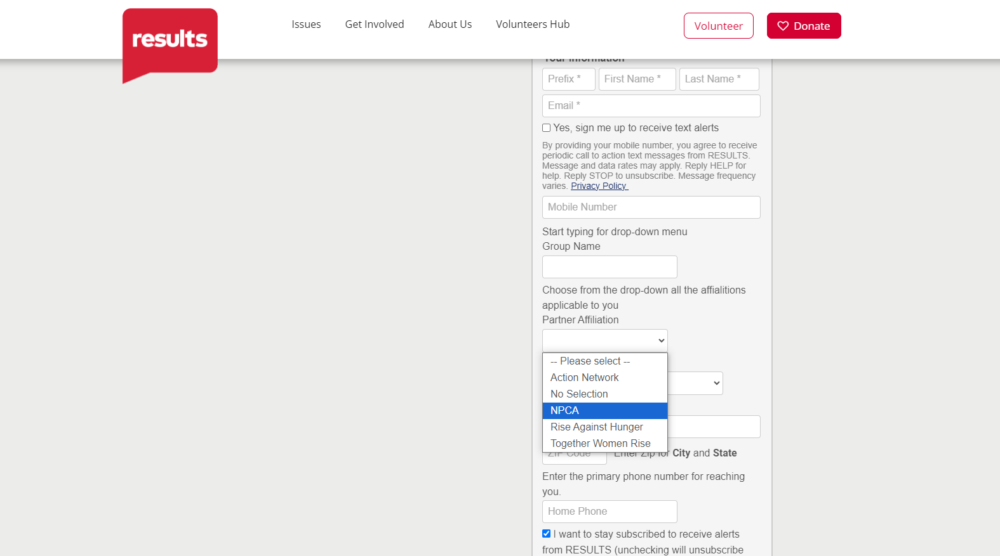 results
Issues
Get Involved
About Us
Volunteers Hub
Volunteer
Donate
Your Information
Prefix *
First Name *
Last Name *
Email *
Yes, sign me up to receive text alerts
By providing your mobile number, you agree to receive
periodic call to action text messages from RESULTS.
Message and data rates may apply. Reply HELP for
help. Reply STOP to unsubscribe. Message frequency
varies. Privacy Policy
Mobile Number
Start typing for drop-down menu
Group Name
Choose from the drop-down all the affialitions
applicable to you
Partner Affiliation
-- Please select --
Action Network
No Selection
NPCA
Rise Against Hunger
Together Women Rise
ZIP Code
Enter Zip for City and State
Enter the primary phone number for reaching
you.
Home Phone
I want to stay subscribed to receive alerts
from RESULTS (unchecking will unsubscribe